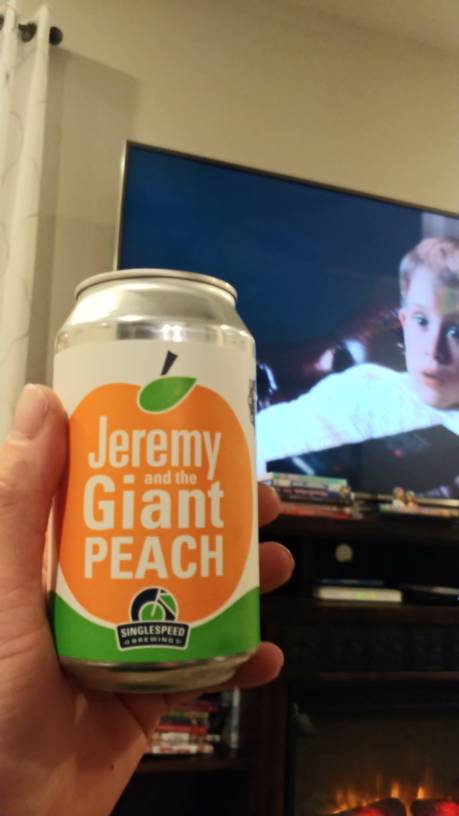 Jeremy
and the
Giant
PEACH
SINGLESPEED
BREWING